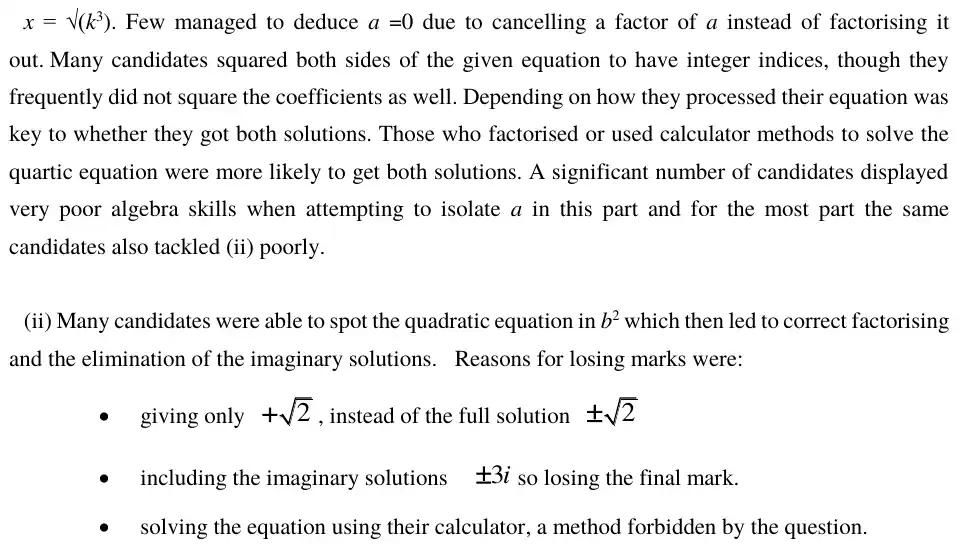 x = √(k³). Few managed to deduce a =0 due to cancelling a factor of a instead of factorising it
out. Many candidates squared both sides of the given equation to have integer indices, though they
frequently did not square the coefficients as well. Depending on how they processed their equation was
key to whether they got both solutions. Those who factorised or used calculator methods to solve the
quartic equation were more likely to get both solutions. A significant number of candidates displayed
very poor algebra skills when attempting to isolate a in this part and for the most part the same
candidates also tackled (ii) poorly.
(ii) Many candidates were able to spot the quadratic equation in b² which then led to correct factorising
and the elimination of the imaginary solutions. Reasons for losing marks were:
• giving only +√2 , instead of the full solution ±√2
• including the imaginary solutions ±3i so losing the final mark.
• solving the equation using their calculator, a method forbidden by the question.